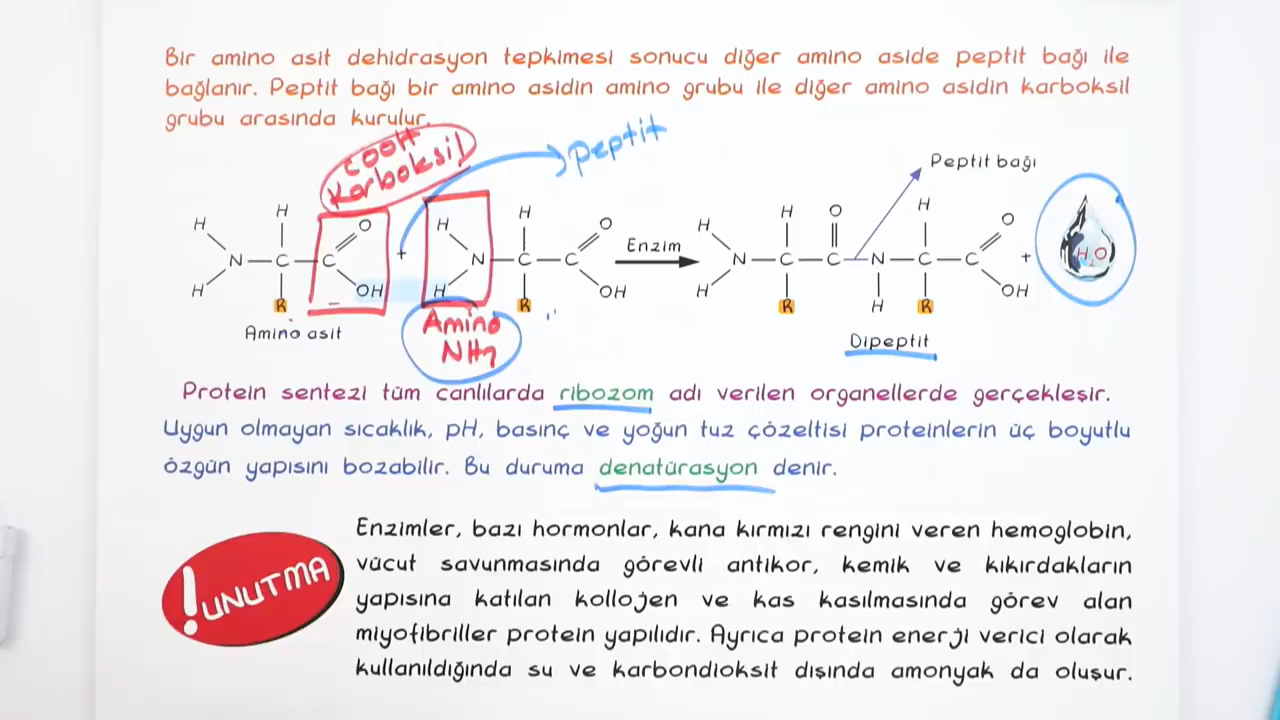 Bir amino asit dehidrasyon tepkimesi sonucu diğer amino aside peptit bağı ile
bağlanır. Peptit bağı bir amino asidin amino grubu ile diğer amino asidin karboksil
grubu arasında kurulur.
COOH
Karboksil
peptit
Peptit bağı
H H O H H O H H O H O
N C C + N C C Enzim N C C N C C + H₂O
H R OH H R OH H R H R OH
Amino asit
Amino
NH₂
Dipeptit
Protein sentezi tüm canlılarda ribozom adı verilen organellerde gerçekleşir.
Uygun olmayan sıcaklık, pH, basınç ve yoğun tuz çözeltisi proteinlerin üç boyutlu
özgün yapısını bozabilir. Bu duruma denatürasyon denir.
! UNUTMA
Enzimler, bazı hormonlar, kana kırmızı rengini veren hemoglobin,
vücut savunmasında görevli antikor, kemik ve kıkırdakların
yapısına katılan kollojen ve kas kasılmasında görev alan
miyofibriller protein yapılıdır. Ayrıca protein enerji verici olarak
kullanıldığında su ve karbondioksit dışında amonyak da oluşur.